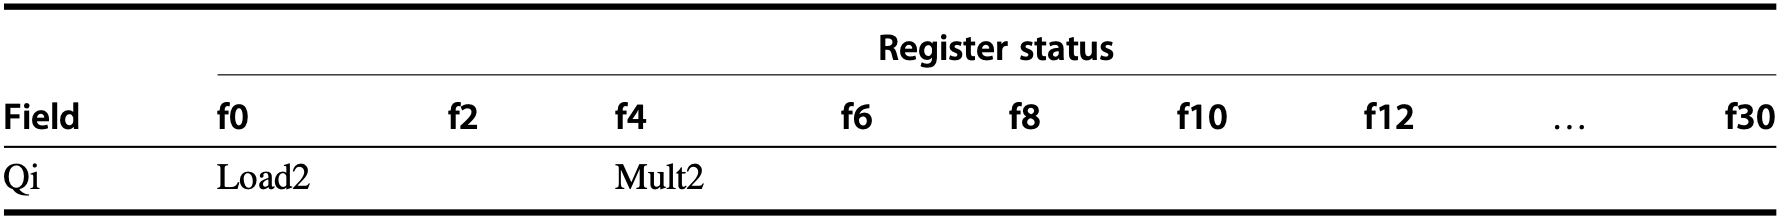 Register status
Field f0 f2 f4 f6 f8 f10 f12 … f30
Qi Load2 Mult2